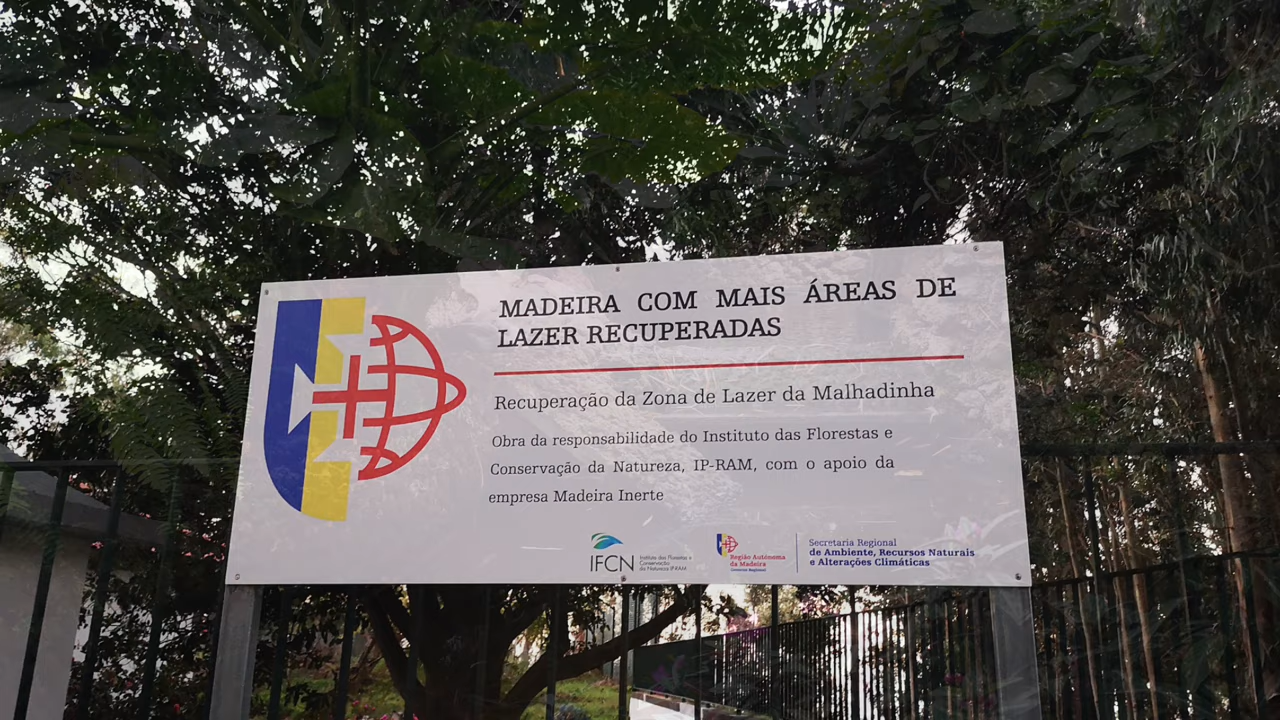 MADEIRA COM MAIS ÁREAS DE
LAZER RECUPERADAS
Recuperação da Zona de Lazer da Malhadinha
Obra da responsabilidade do Instituto das Florestas e
Conservação da Natureza, IP-RAM, com o apoio da
empresa Madeira Inerte
IFCN
Instituto das Florestas e
Conservação
da Natureza IP-RAM
Região Autónoma
da Madeira
Governo Regional
Secretaria Regional
de Ambiente, Recursos Naturais
e Alterações Climáticas